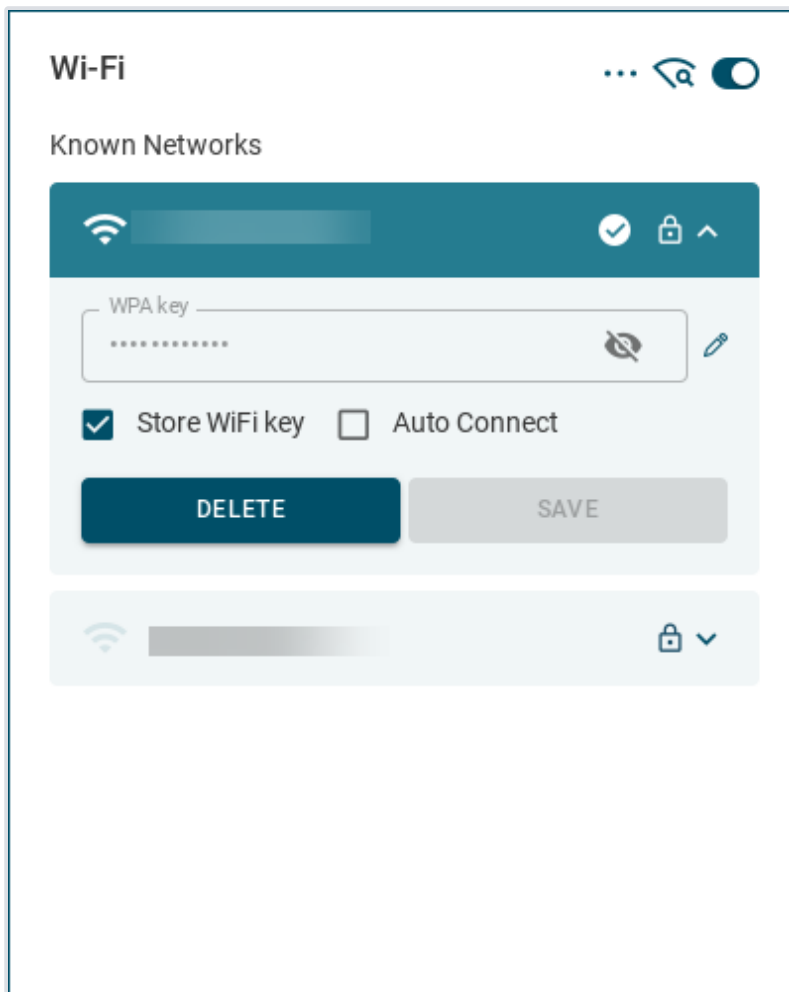 Wi-Fi
Known Networks
WPA key
••••••••••••
Store WiFi key Auto Connect
DELETE SAVE